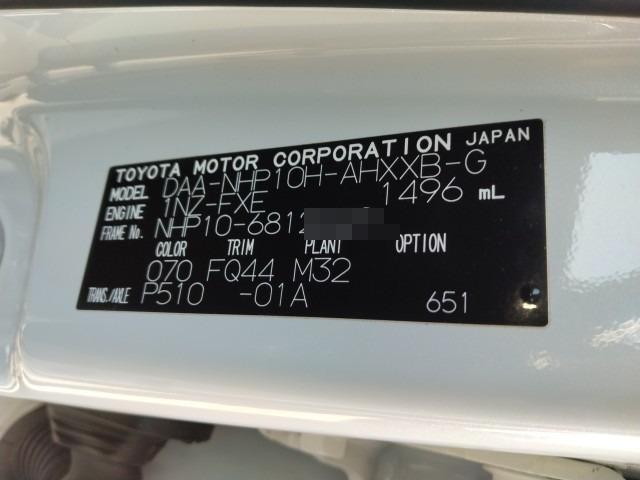 TOYOTA MOTOR CORPORATION JAPAN
MODEL DAA-NHP10H-AHXXB-G
ENGINE 1NZ-FXE 1496 mL
FRAME No. NHP10-6812
COLOR TRIM PLANT OPTION
070 FQ44 M32
TRANS./AXLE P510 -01A 651